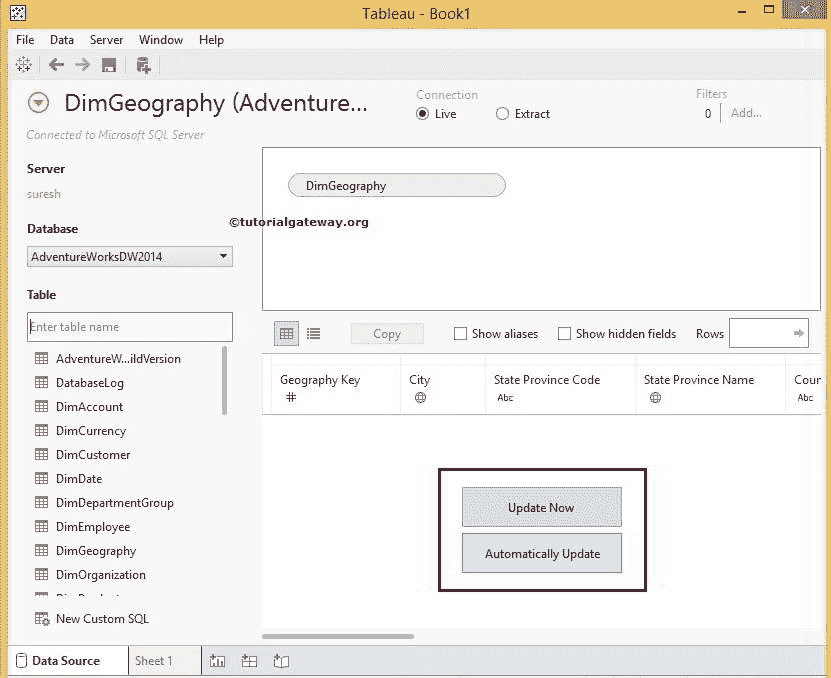 Tableau - Book1
File Data Server Window Help
DimGeography (Adventure...
Connected to Microsoft SQL Server
Connection
Live Extract
Filters
0 Add...
Server
suresh
Database
AdventureWorksDW2014
Table
Enter table name
AdventureW...ildVersion
DatabaseLog
DimAccount
DimCurrency
DimCustomer
DimDate
DimDepartmentGroup
DimEmployee
DimGeography
DimOrganization
New Custom SQL
DimGeography
©tutorialgateway.org
Copy Show aliases Show hidden fields Rows
Geography Key City State Province Code State Province Name Coun
# Abc Abc
Update Now
Automatically Update
Data Source Sheet 1